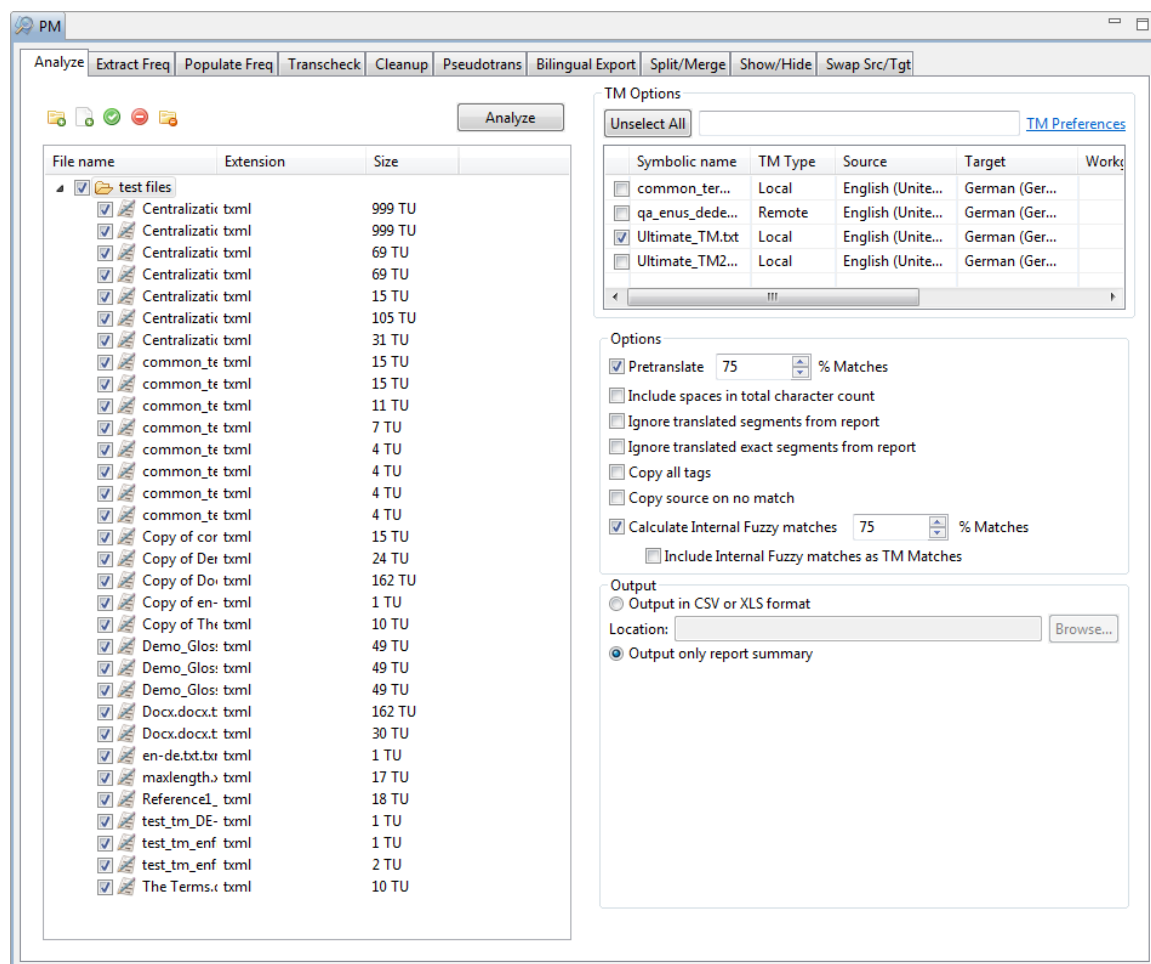 PM
Analyze Extract Freq Populate Freq Transcheck Cleanup Pseudotrans Bilingual Export Split/Merge Show/Hide Swap Src/Tgt
Analyze
File name Extension Size
test files
Centralizatic txml 999 TU
Centralizatic txml 999 TU
Centralizatic txml 69 TU
Centralizatic txml 69 TU
Centralizatic txml 15 TU
Centralizatic txml 105 TU
Centralizatic txml 31 TU
common_te txml 15 TU
common_te txml 15 TU
common_te txml 11 TU
common_te txml 7 TU
common_te txml 4 TU
common_te txml 4 TU
common_te txml 4 TU
common_te txml 4 TU
Copy of cor txml 15 TU
Copy of Der txml 24 TU
Copy of Do txml 162 TU
Copy of en- txml 1 TU
Copy of The txml 10 TU
Demo_Glos: txml 49 TU
Demo_Glos: txml 49 TU
Demo_Glos: txml 49 TU
Docx.docx.t txml 162 TU
Docx.docx.t txml 30 TU
en-de.txt.txr txml 1 TU
maxlength.x txml 17 TU
Reference1_ txml 18 TU
test_tm_DE- txml 1 TU
test_tm_enf txml 1 TU
test_tm_enf txml 2 TU
The Terms.c txml 10 TU
TM Options
Unselect All TM Preferences
Symbolic name TM Type Source Target Workg
common_ter... Local English (Unite... German (Ger...
qa_enus_dede... Remote English (Unite... German (Ger...
Ultimate_TM.txt Local English (Unite... German (Ger...
Ultimate_TM2... Local English (Unite... German (Ger...
Options
Pretranslate 75 % Matches
Include spaces in total character count
Ignore translated segments from report
Ignore translated exact segments from report
Copy all tags
Copy source on no match
Calculate Internal Fuzzy matches 75 % Matches
Include Internal Fuzzy matches as TM Matches
Output
Output in CSV or XLS format
Location: Browse...
Output only report summary